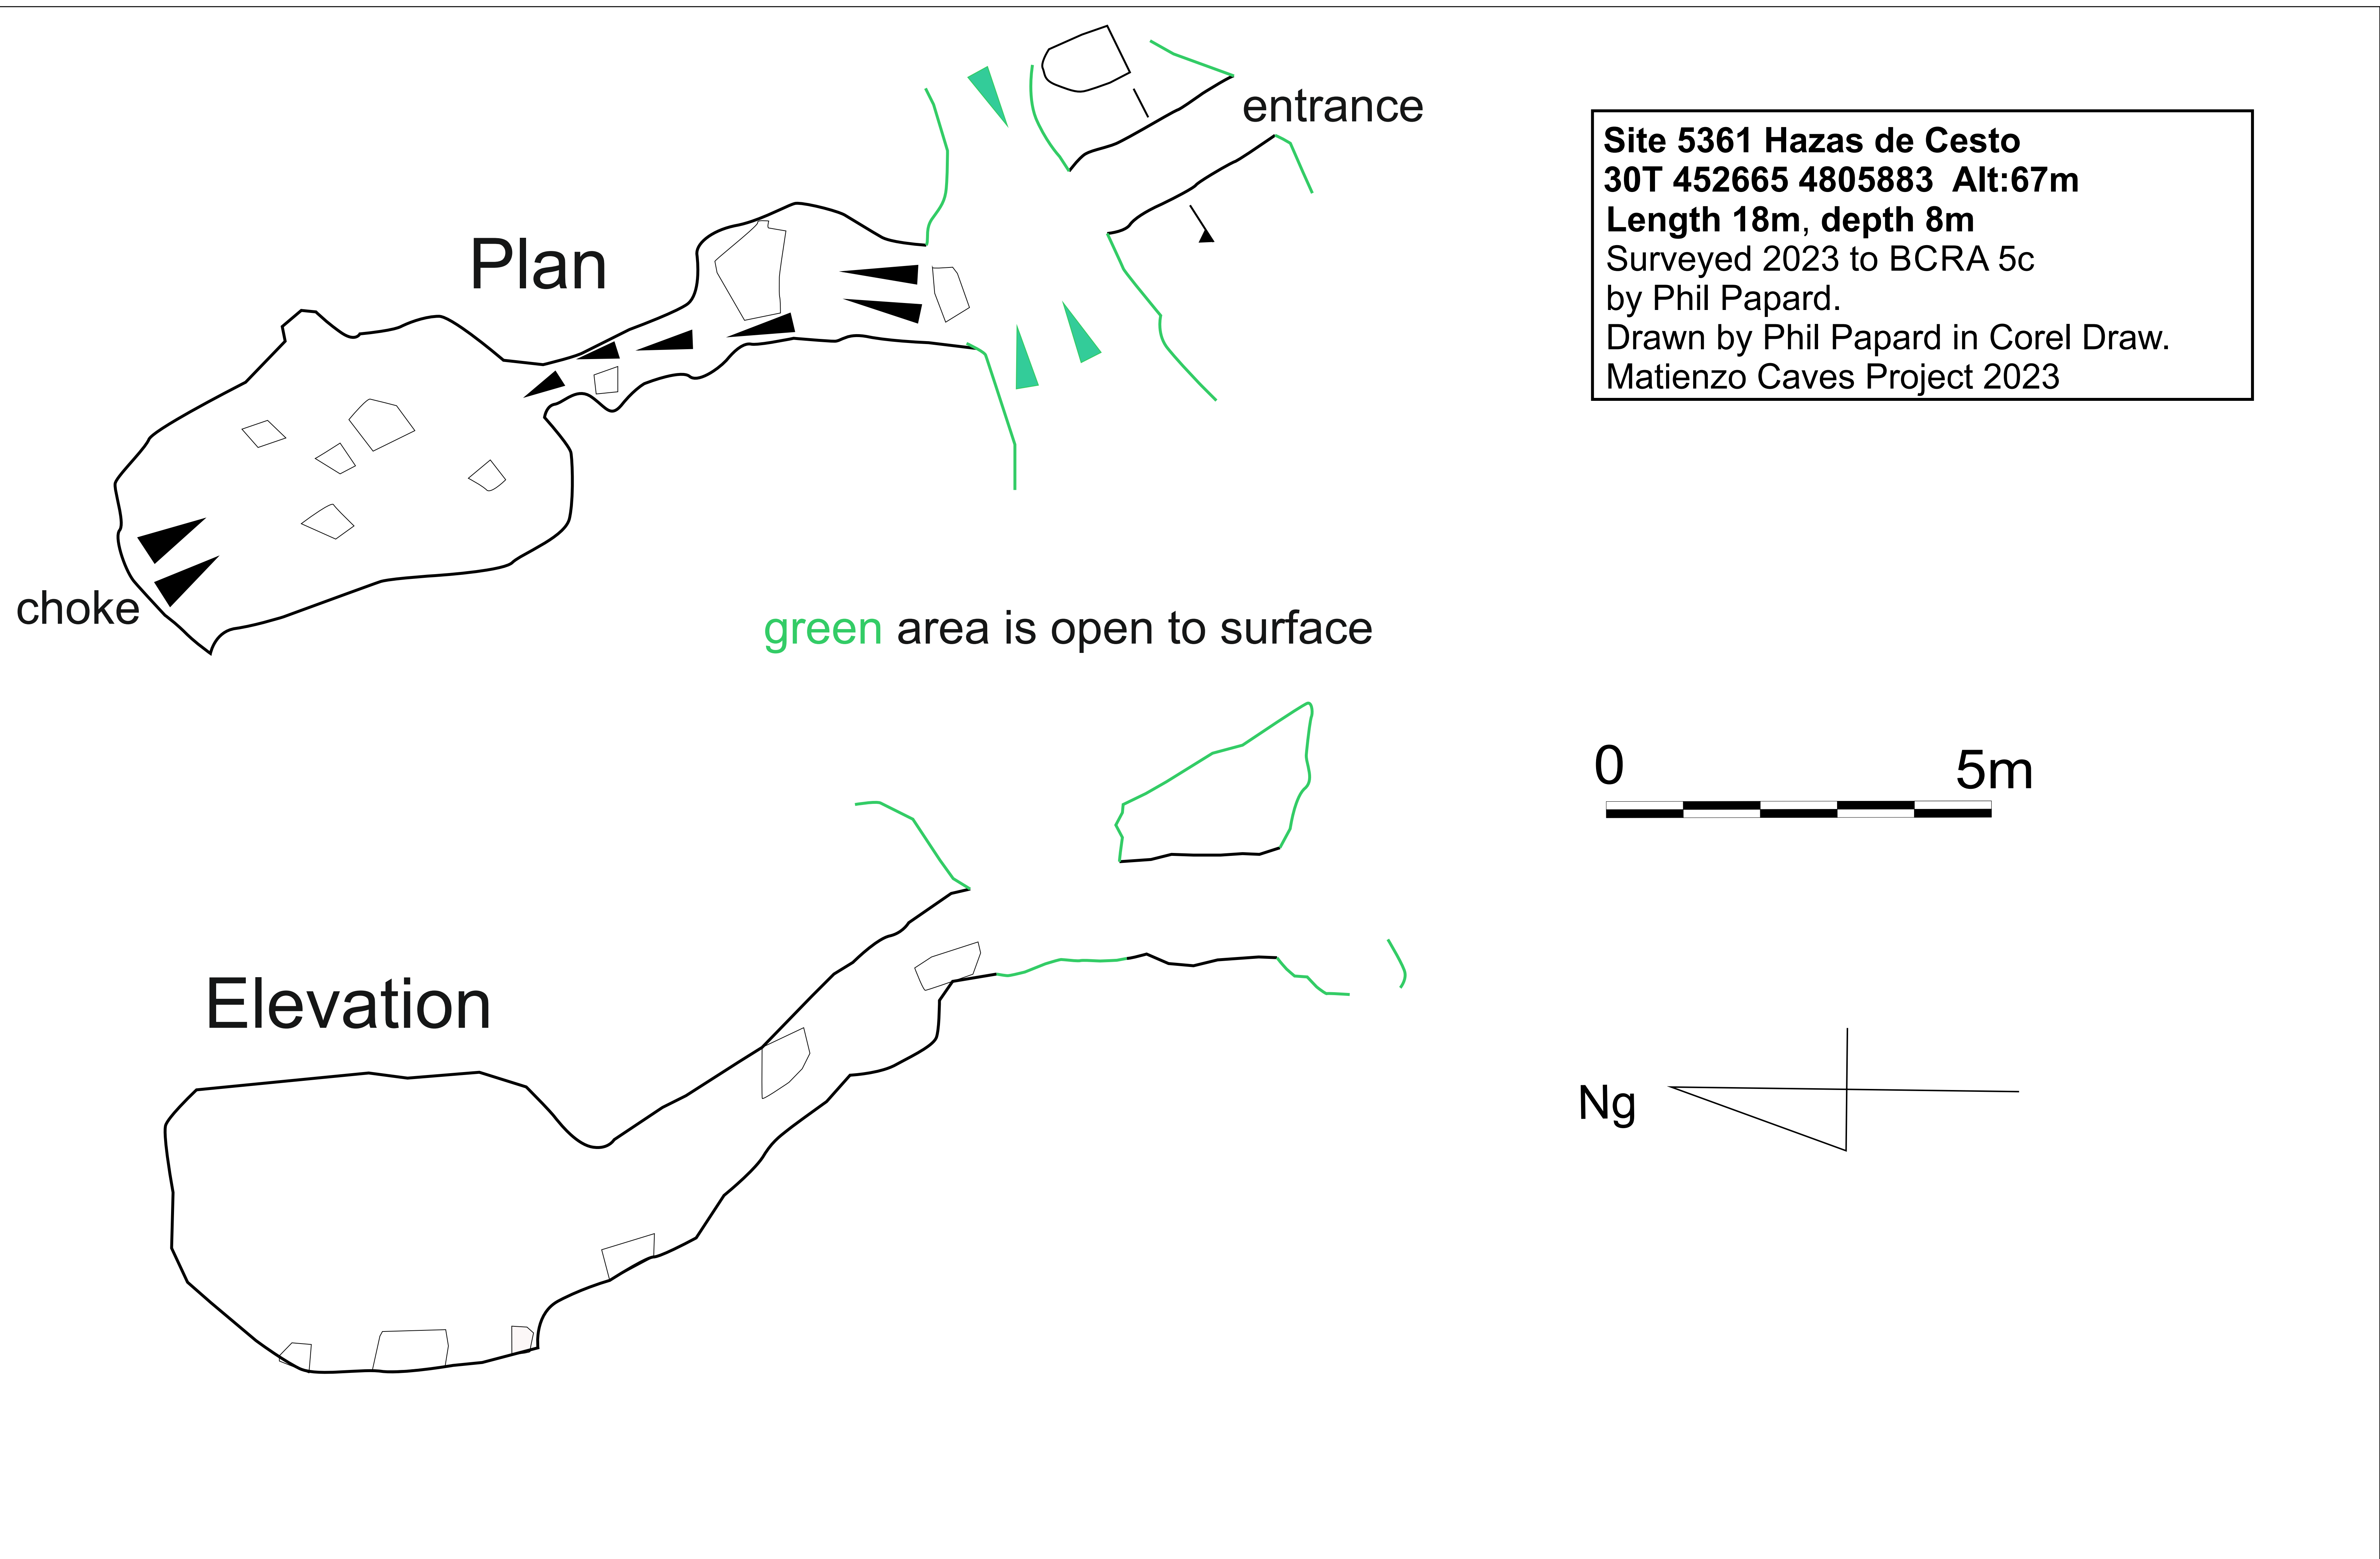 entrance
Site 5361 Hazas de Cesto
30T 452665 4805883 Alt:67m
Length 18m, depth 8m
Surveyed 2023 to BCRA 5c
by Phil Papard.
Drawn by Phil Papard in Corel Draw.
Matienzo Caves Project 2023
Plan
choke
green area is open to surface
0 5m
Elevation
Ng